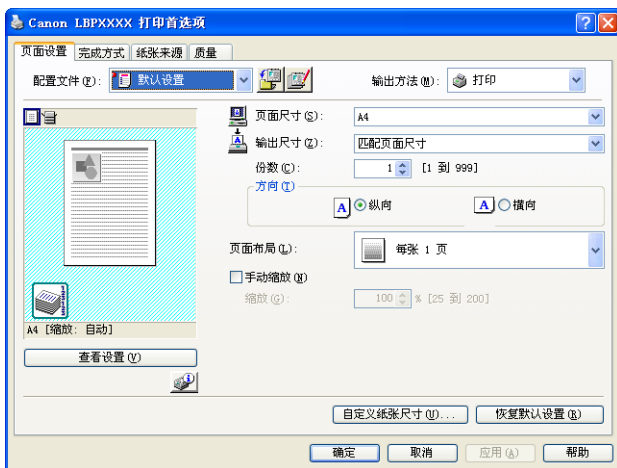 Canon LBPXXXX 打印首选项
页面设置 完成方式 纸张来源 质量
配置文件(F): 默认设置 输出方法(M): 打印
页面尺寸(S): A4
输出尺寸(Z): 匹配页面尺寸
份数(C): 1 [1 到 999]
方向(T)
A 纵向 A 横向
页面布局(L): 每张 1 页
手动缩放(N)
缩放(G): 100 % [25 到 200]
A4 [缩放: 自动]
查看设置(V)
自定义纸张尺寸(U)... 恢复默认设置(R)
确定 取消 应用(A) 帮助